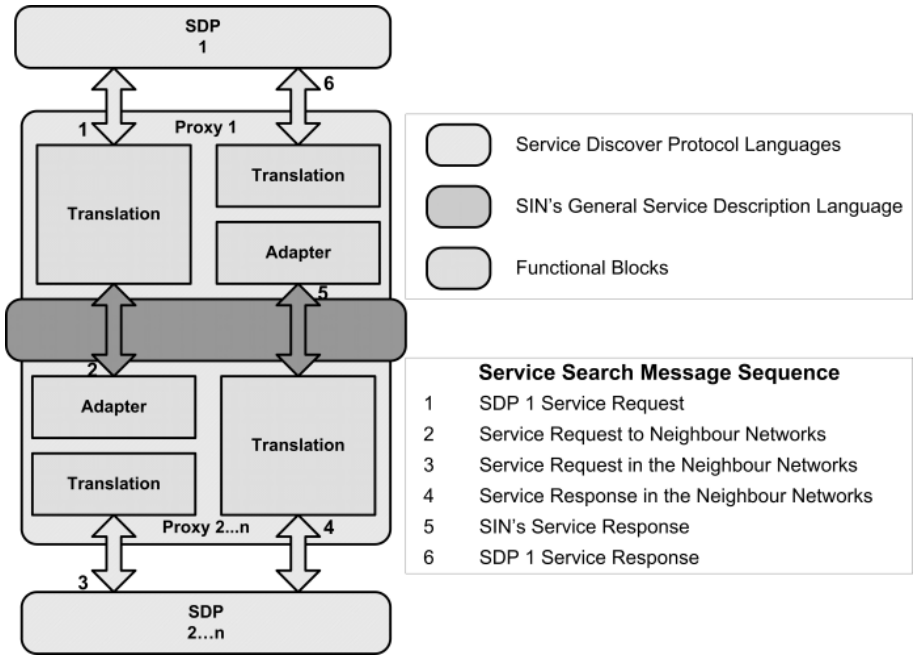 SDP
1
6
1
Proxy 1
Translation
Translation
Adapter
5
2
Adapter
Translation
Translation
Proxy 2...n
4
3
SDP
2...n
Service Discover Protocol Languages
SIN's General Service Description Language
Functional Blocks
Service Search Message Sequence
1 SDP 1 Service Request
2 Service Request to Neighbour Networks
3 Service Request in the Neighbour Networks
4 Service Response in the Neighbour Networks
5 SIN's Service Response
6 SDP 1 Service Response